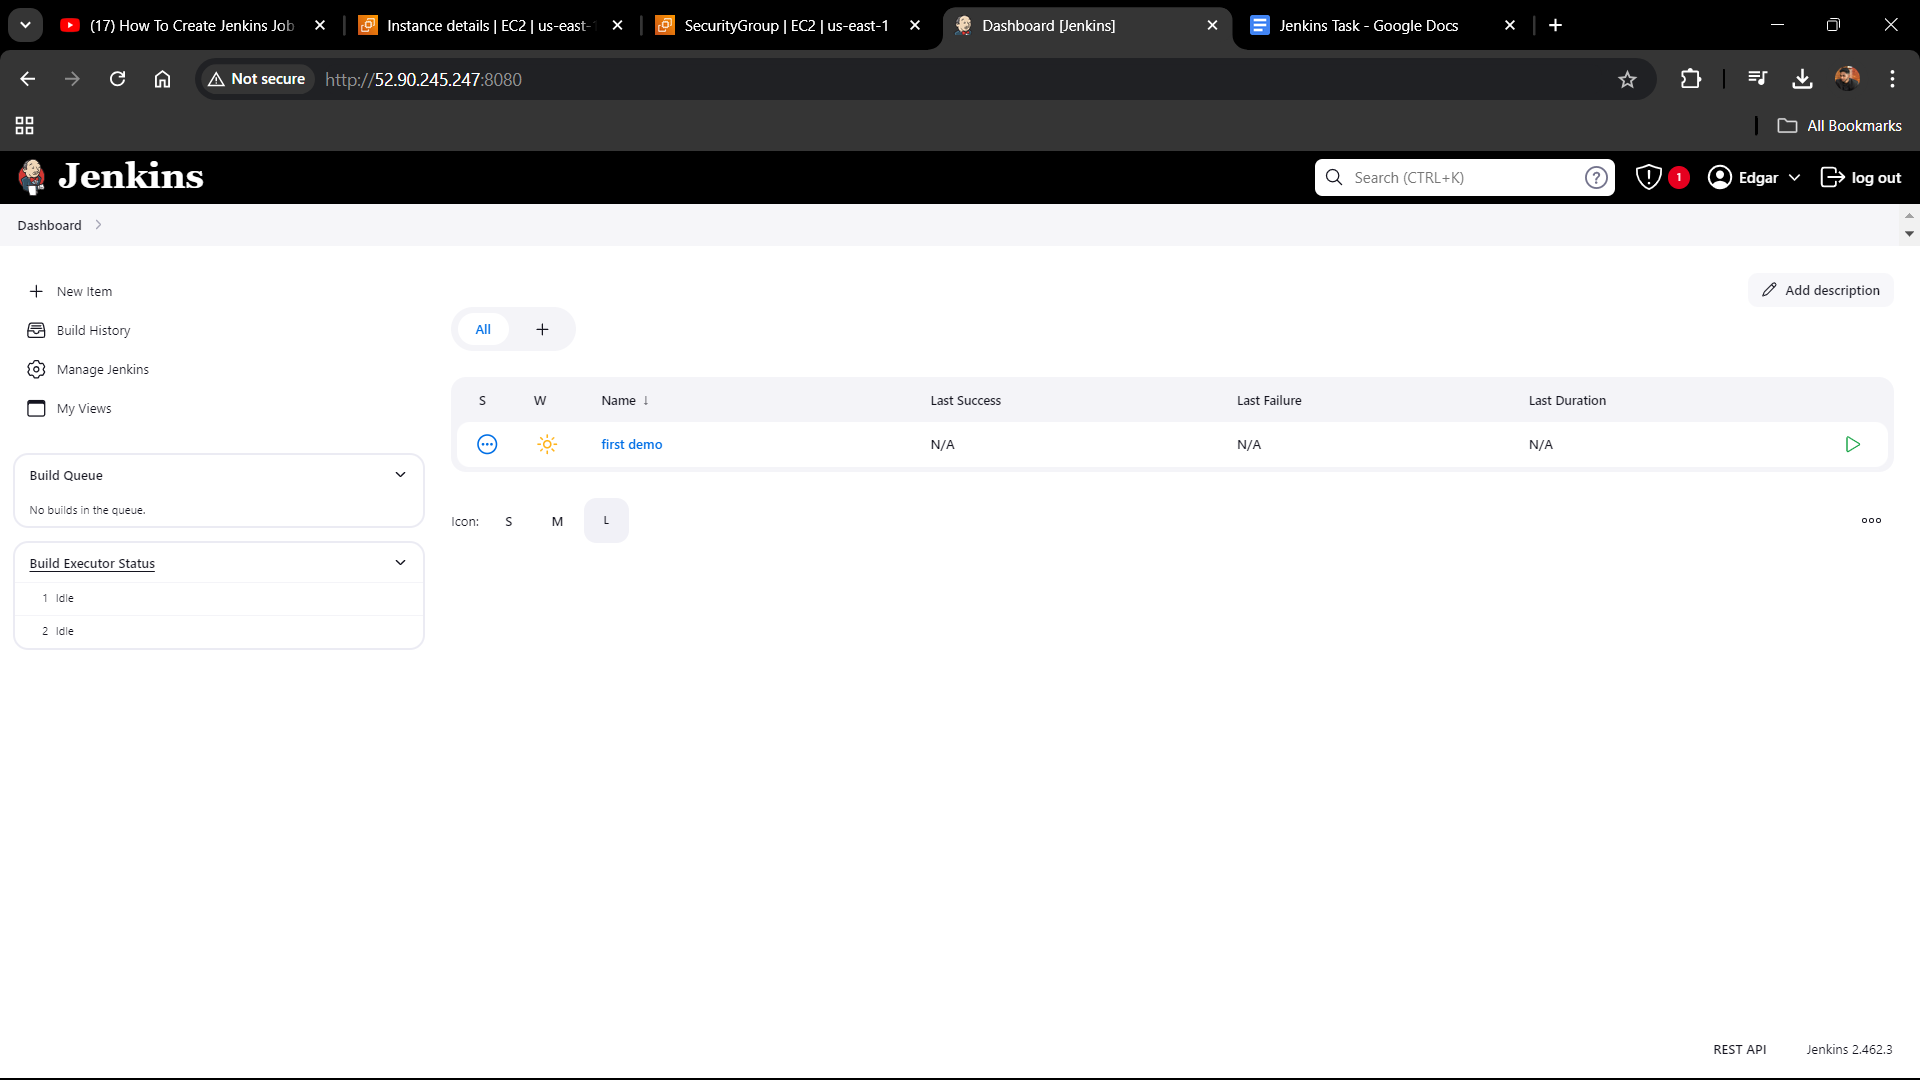 (17) How To Create Jenkins Job
Instance details | EC2 | us-east-1
SecurityGroup | EC2 | us-east-1
Dashboard [Jenkins]
Jenkins Task - Google Docs
Not secure
http://52.90.245.247:8080
All Bookmarks
Jenkins
Search (CTRL+K)
?
1
Edgar
log out
Dashboard
New Item
Build History
Manage Jenkins
My Views
Add description
All
+
S W Name ↓ Last Success Last Failure Last Duration
first demo N/A N/A N/A
Icon: S M L
Build Queue
No builds in the queue.
Build Executor Status
1 Idle
2 Idle
REST API
Jenkins 2.462.3